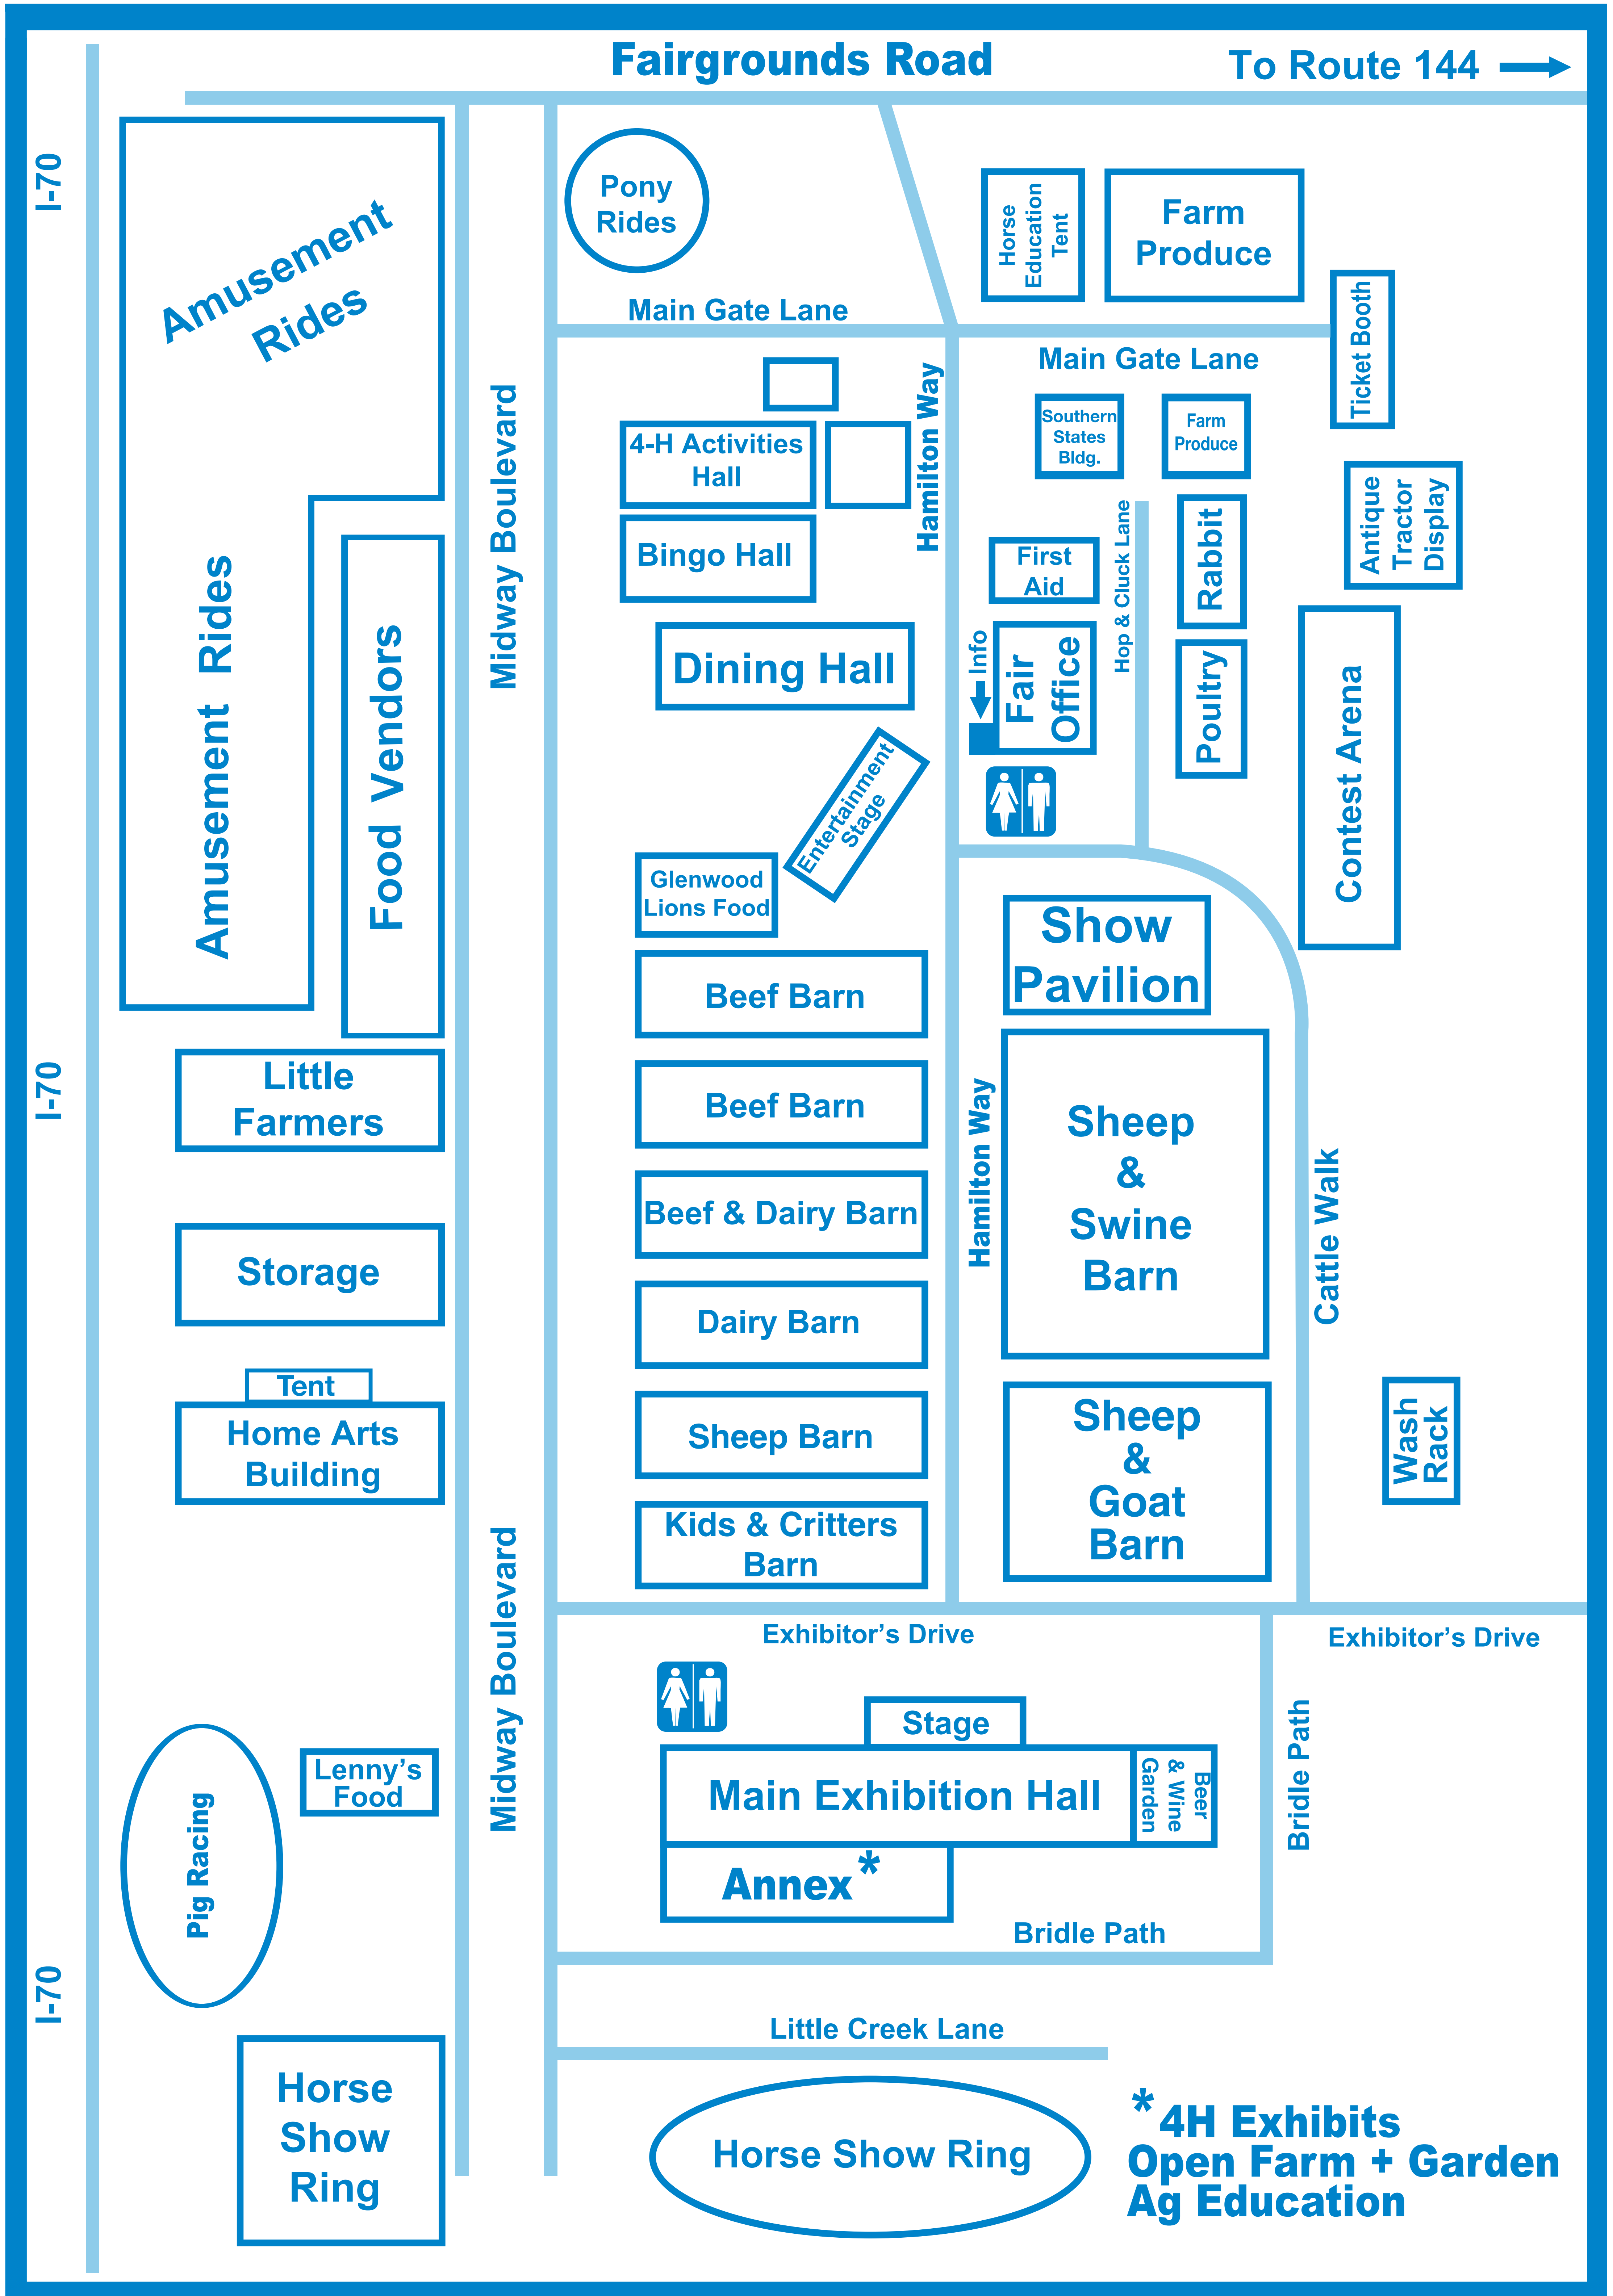 Fairgrounds Road
To Route 144
I-70
Amusement
Rides
Pony
Rides
Horse
Education
Tent
Farm
Produce
Main Gate Lane
Main Gate Lane
Ticket Booth
Midway Boulevard
4-H Activities
Hall
Hamilton Way
Southern
States
Bldg.
Farm
Produce
Antique
Tractor
Display
Bingo Hall
First
Aid
Hop & Cluck Lane
Rabbit
Amusement Rides
Food Vendors
Dining Hall
Info
Fair
Office
Poultry
Contest Arena
Entertainment
Stage
Glenwood
Lions Food
Show
Pavilion
Beef Barn
I-70
Little
Farmers
Beef Barn
Hamilton Way
Sheep
&
Swine
Barn
Cattle Walk
Beef & Dairy Barn
Storage
Dairy Barn
Tent
Home Arts
Building
Sheep Barn
Sheep
&
Goat
Barn
Wash
Rack
Kids & Critters
Barn
Midway Boulevard
Exhibitor’s Drive
Exhibitor’s Drive
Stage
Bridle Path
Lenny’s
Food
Pig Racing
Main Exhibition Hall
Beer
& Wine
Garden
Annex*
Bridle Path
I-70
Little Creek Lane
Horse
Show
Ring
Horse Show Ring
*4H Exhibits
Open Farm + Garden
Ag Education